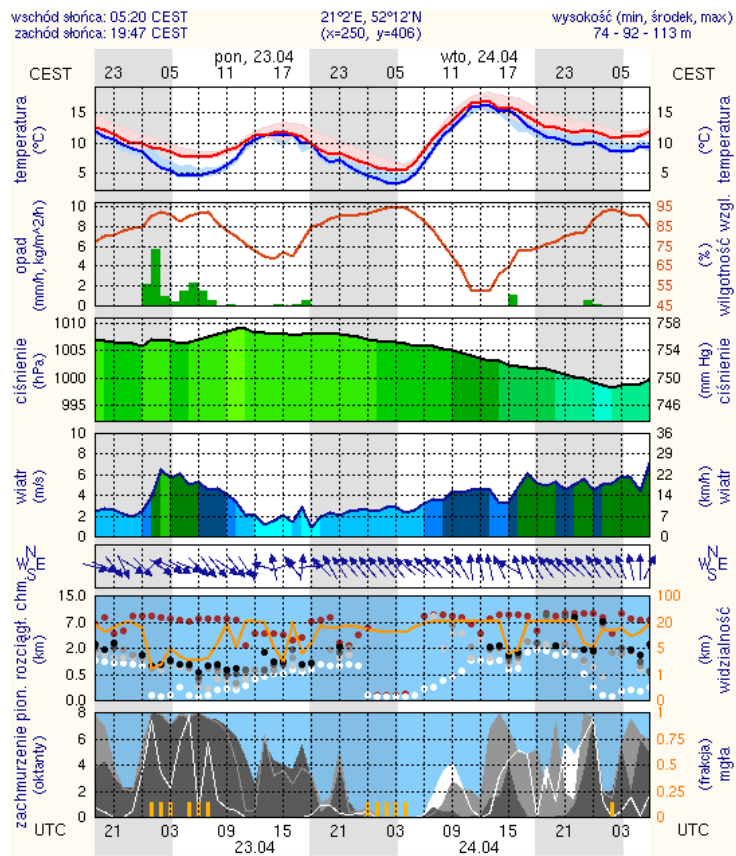 wschód słońca: 05:20 CEST 21°2'E, 52°12'N wysokość (min, środek, max)
zachód słońca: 19:47 CEST (x=250, y=406) 74 - 92 - 113 m
pon, 23.04 wto, 24.04
CEST 23 05 11 17 23 05 11 17 23 05 CEST
temperatura (°C)
15 10 5
15 10 5
temperatura (°C)
opad (mm/h, kg/m^2/h)
10 8 6 4 2 0
95 85 75 65 55 45
wilgotność wzgl. (%)
ciśnienie (hPa)
1010 1005 1000 995
758 754 750 746
ciśnienie (mm Hg)
wiatr (m/s)
10 8 6 4 2 0
36 29 22 14 7 0
wiatr (km/h)
N W E S
N W E S
pion. rozciągł. chm. (km)
15.0 7.0 2.0 0.5 0.0
100 20 5 1 0
widzialność (km)
zachmurzenie (oktanty)
8 6 4 2 0
1 0.75 0.5 0.25 0
mgła (frakcja)
UTC 21 03 09 15 21 03 09 15 21 03 UTC
23.04 24.04